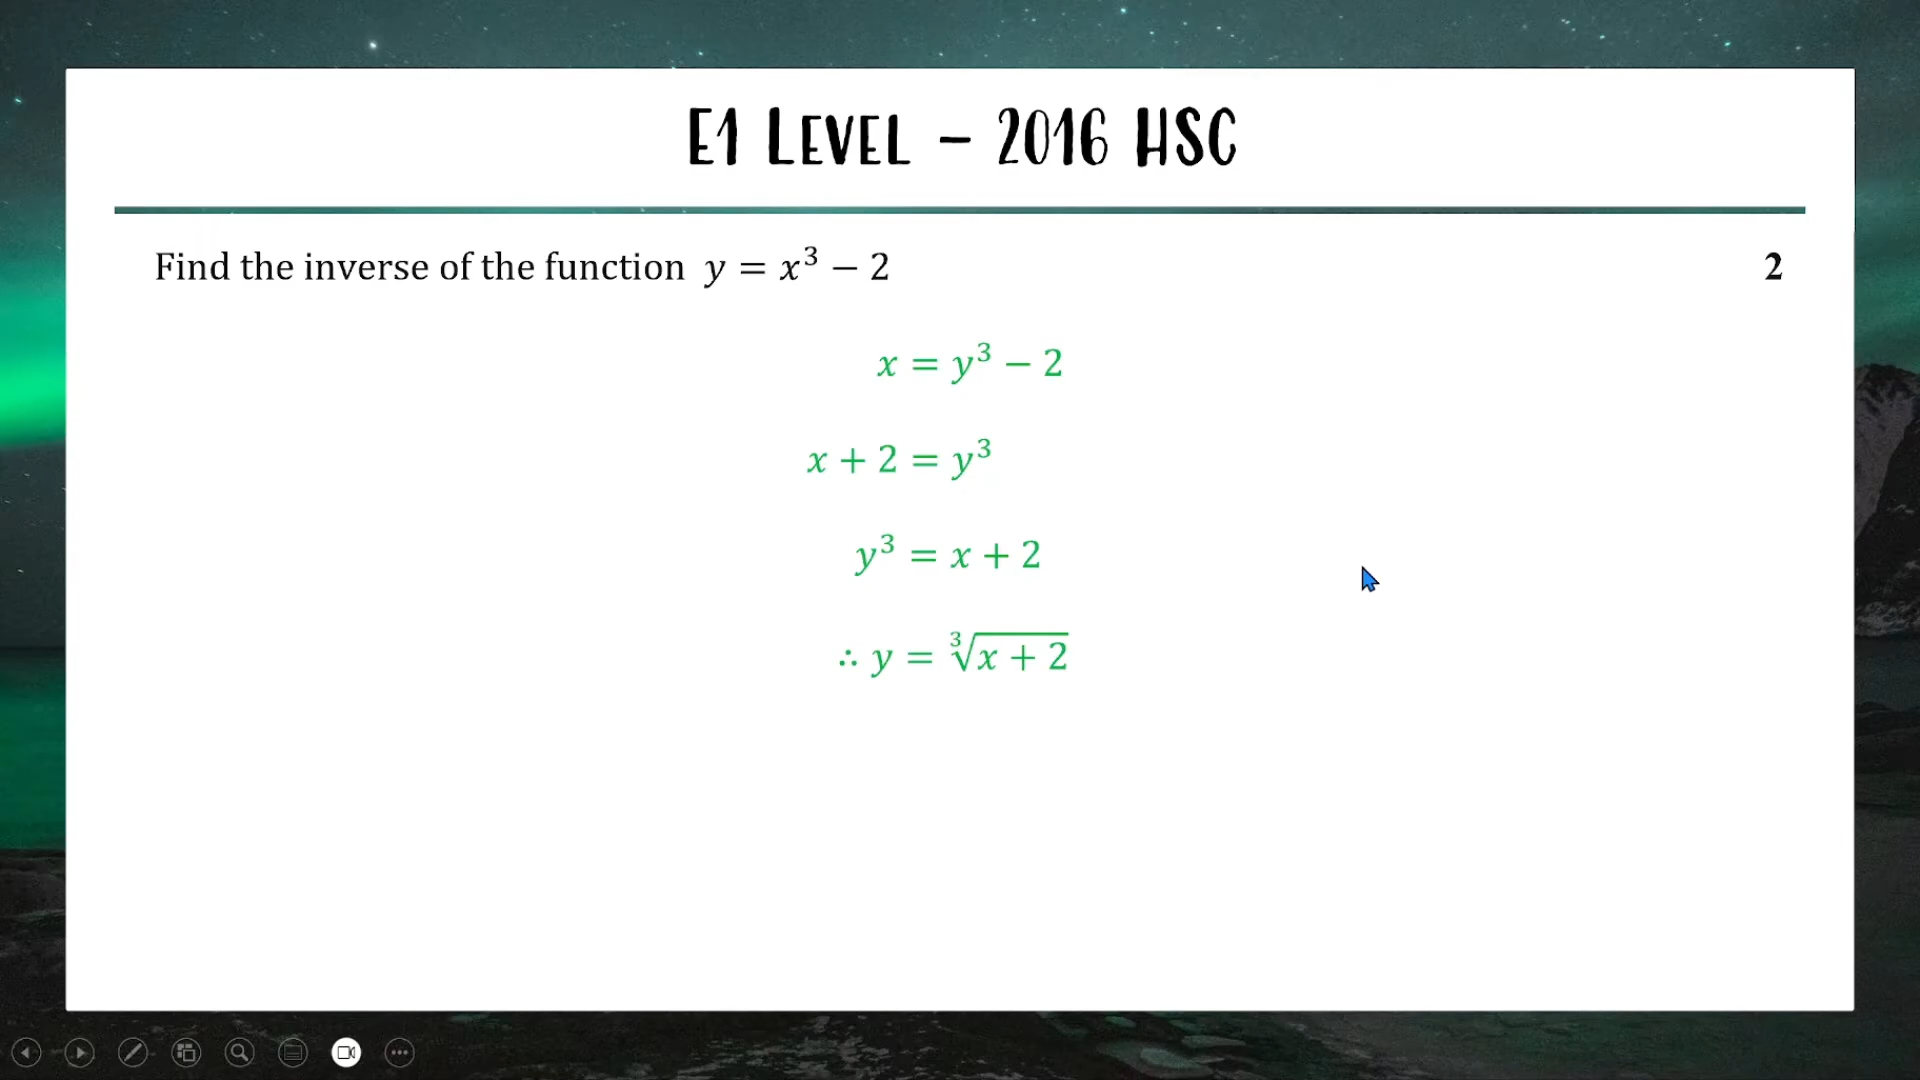 E1 LEVEL – 2016 HSC
Find the inverse of the function y = x³ − 2 2
x = y³ − 2
x + 2 = y³
y³ = x + 2
∴ y = ∛(x + 2)